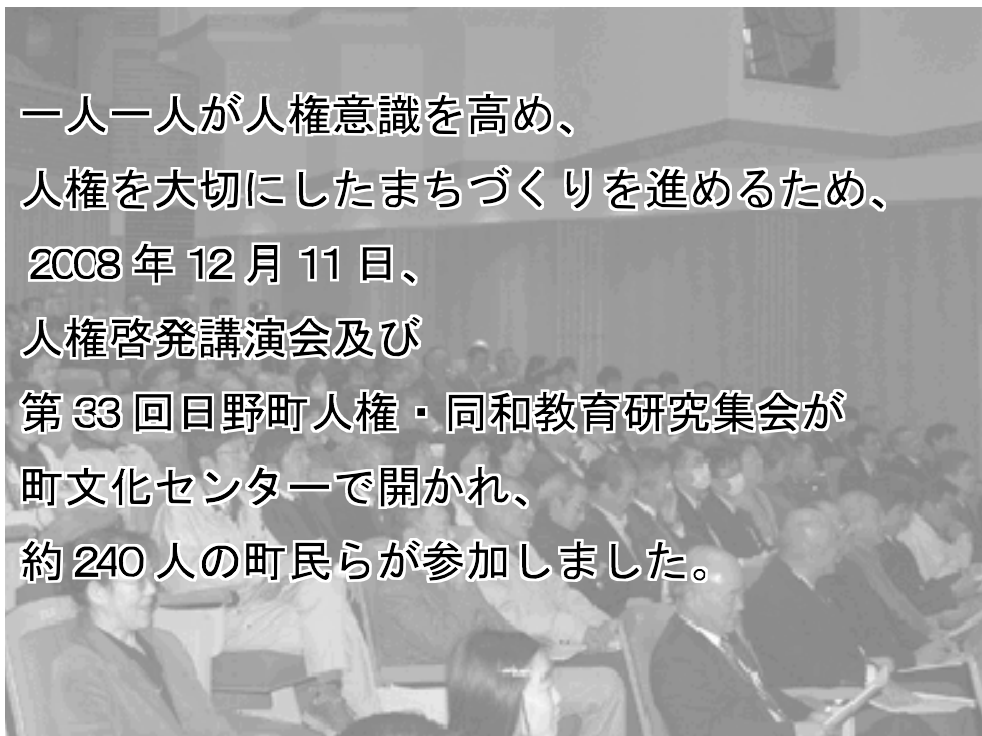 一人一人が人権意識を高め、
人権を大切にしたまちづくりを進めるため、
2008年12月11日、
人権啓発講演会及び
第33回日野町人権・同和教育研究集会が
町文化センターで開かれ、
約240人の町民らが参加しました。